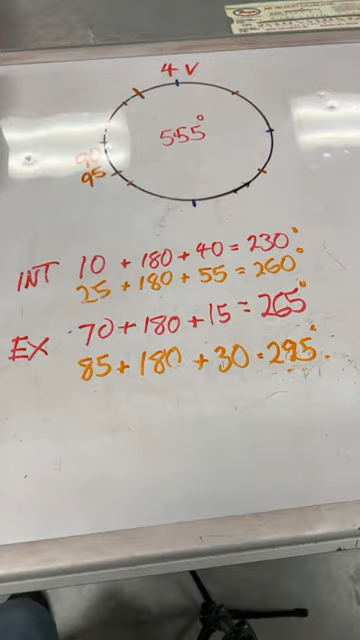 4 V
555°
90
95
INT 10 + 180 + 40 = 230°
25 + 180 + 55 = 260°
EX 70 + 180 + 15 = 265°
85 + 180 + 30 = 295°